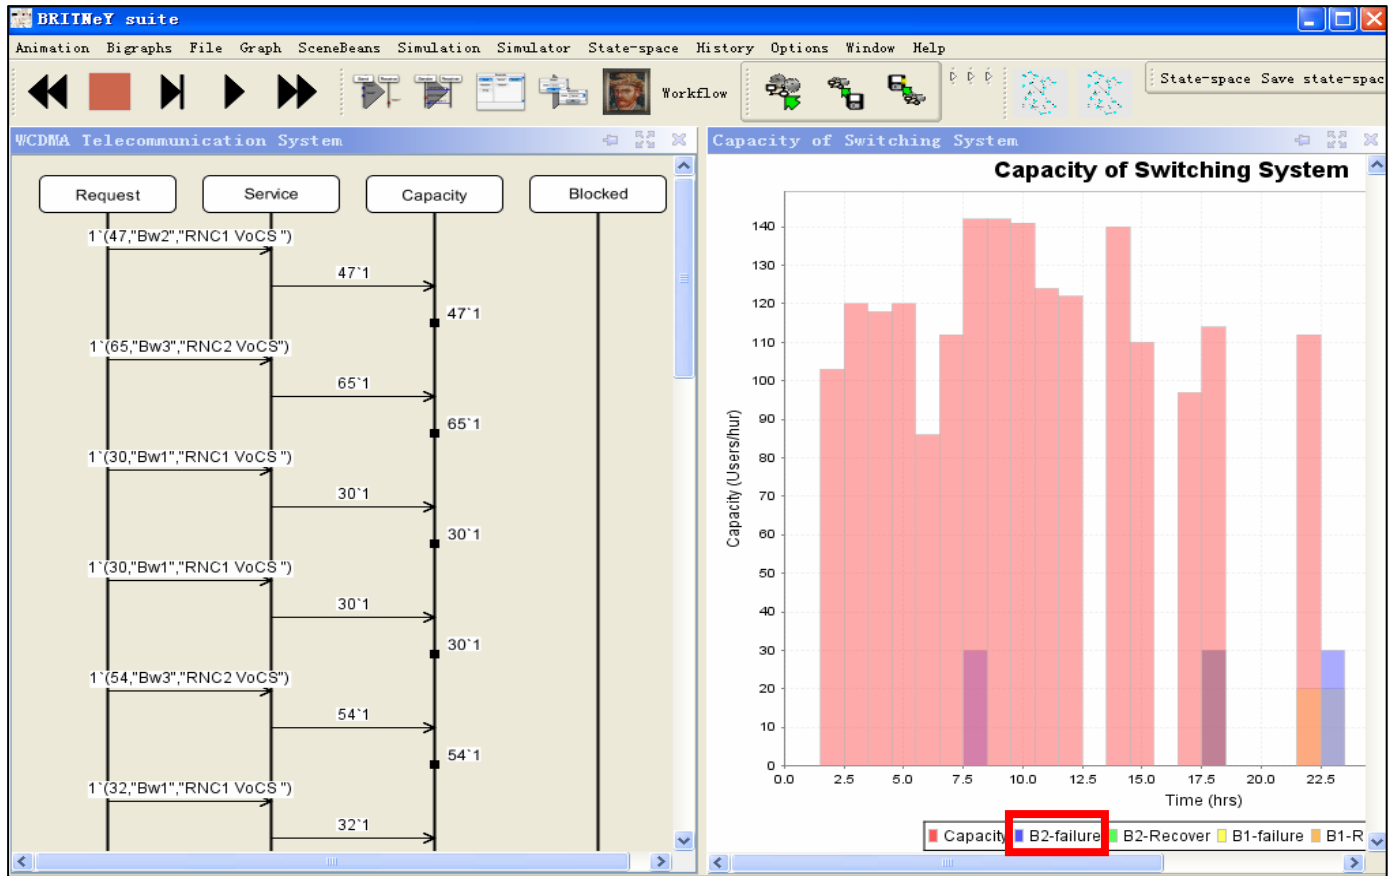 BRITNeY suite
Animation Bigraphs File Graph SceneBeans Simulation Simulator State-space History Options Window Help
Workflow
State-space Save state-spac
WCDMA Telecommunication System
Request Service Capacity Blocked
1`(47,"Bw2","RNC1 VoCS ")
47`1
47`1
1`(65,"Bw3","RNC2 VoCS")
65`1
65`1
1`(30,"Bw1","RNC1 VoCS ")
30`1
30`1
1`(30,"Bw1","RNC1 VoCS ")
30`1
30`1
1`(54,"Bw3","RNC2 VoCS")
54`1
54`1
1`(32,"Bw1","RNC1 VoCS ")
32`1
Capacity of Switching System
Capacity of Switching System
Capacity (Users/hur)
140
130
120
110
100
90
80
70
60
50
40
30
20
10
0
0.0 2.5 5.0 7.5 10.0 12.5 15.0 17.5 20.0 22.5
Time (hrs)
Capacity B2-failure B2-Recover B1-failure B1-R